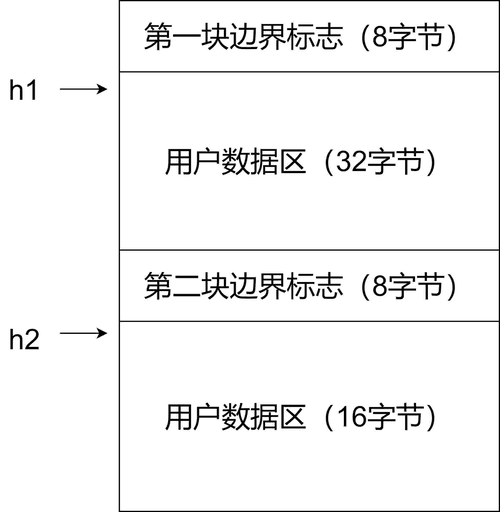 第一块边界标志（8字节）
h1
用户数据区（32字节）
第二块边界标志（8字节）
h2
用户数据区（16字节）